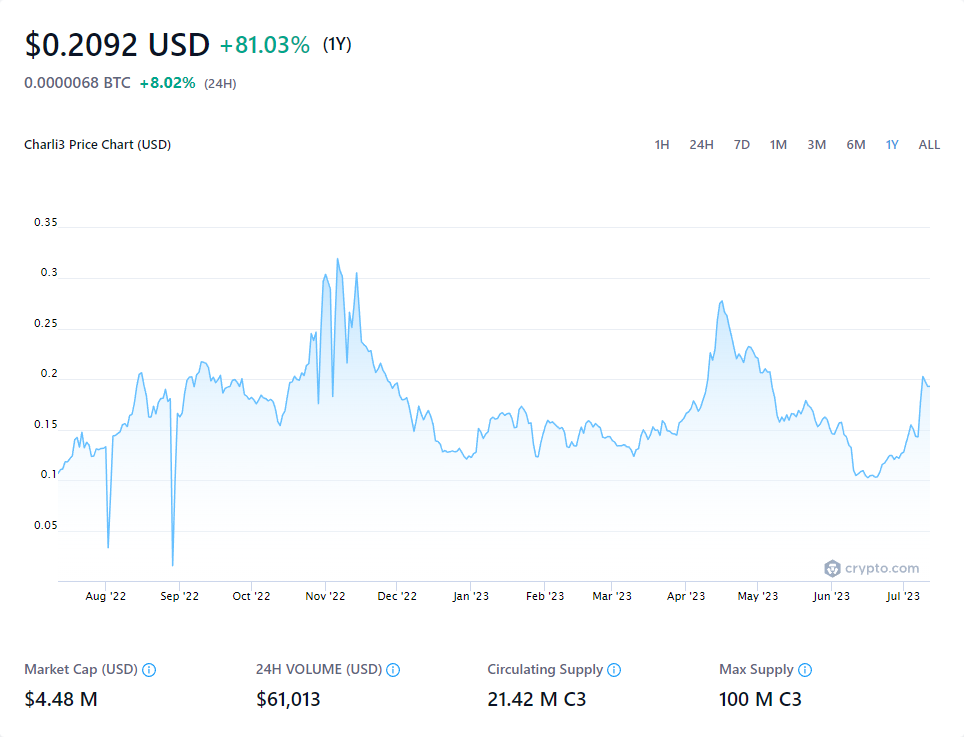 $0.2092 USD +81.03% (1Y)
0.0000068 BTC +8.02% (24H)
Charli3 Price Chart (USD) 1H 24H 7D 1M 3M 6M 1Y ALL
0.35
0.3
0.25
0.2
0.15
0.1
0.05
crypto.com
Aug '22 Sep '22 Oct '22 Nov '22 Dec '22 Jan '23 Feb '23 Mar '23 Apr '23 May '23 Jun '23 Jul '23
Market Cap (USD) 24H VOLUME (USD) Circulating Supply Max Supply
$4.48 M $61,013 21.42 M C3 100 M C3